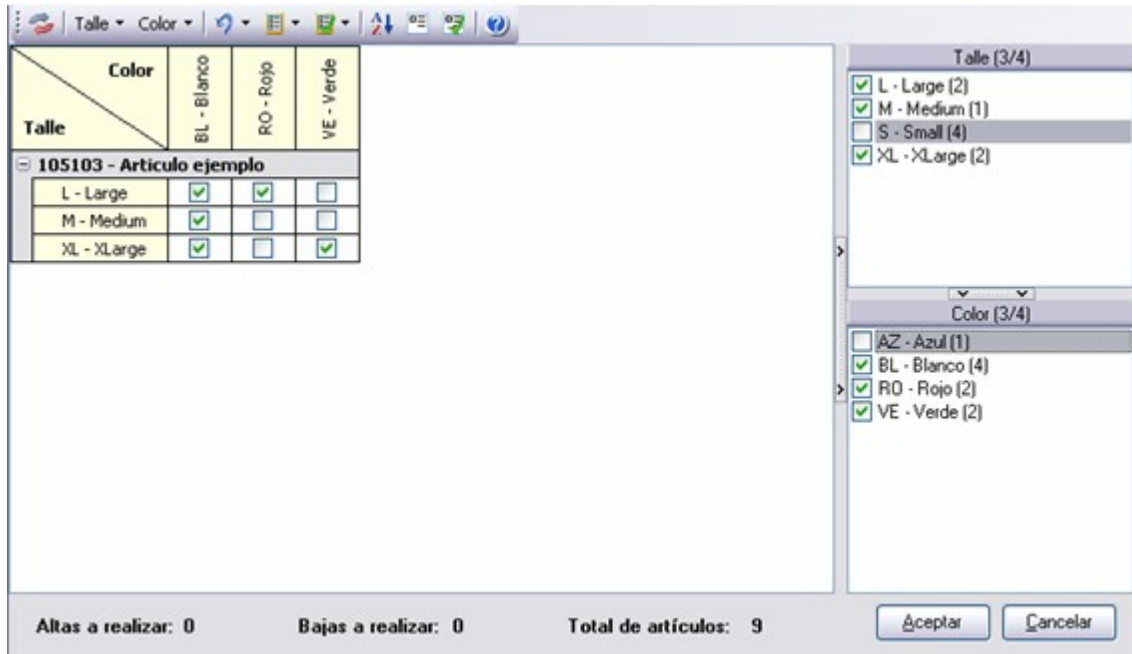 Talle Color
Color
Talle
BL - Blanco
RO - Rojo
VE - Verde
105103 - Articulo ejemplo
L - Large
M - Medium
XL - XLarge
Talle (3/4)
L - Large (2)
M - Medium (1)
S - Small (4)
XL - XLarge (2)
Color (3/4)
AZ - Azul (1)
BL - Blanco (4)
RO - Rojo (2)
VE - Verde (2)
Altas a realizar: 0 Bajas a realizar: 0 Total de artículos: 9
Aceptar Cancelar